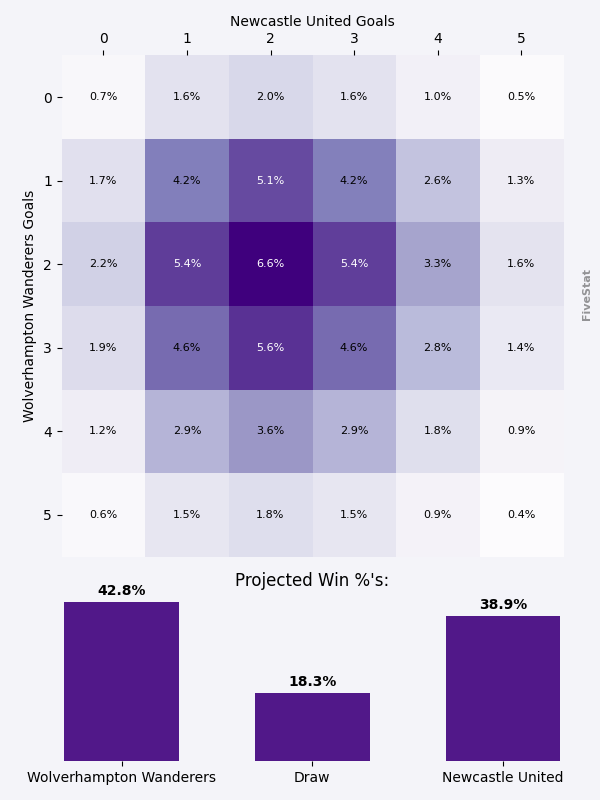 Newcastle United Goals
0 1 2 3 4 5
0 0.7% 1.6% 2.0% 1.6% 1.0% 0.5%
1 1.7% 4.2% 5.1% 4.2% 2.6% 1.3%
2 2.2% 5.4% 6.6% 5.4% 3.3% 1.6%
3 1.9% 4.6% 5.6% 4.6% 2.8% 1.4%
4 1.2% 2.9% 3.6% 2.9% 1.8% 0.9%
5 0.6% 1.5% 1.8% 1.5% 0.9% 0.4%
Wolverhampton Wanderers Goals
FiveStat
Projected Win %'s:
42.8% 18.3% 38.9%
Wolverhampton Wanderers Draw Newcastle United